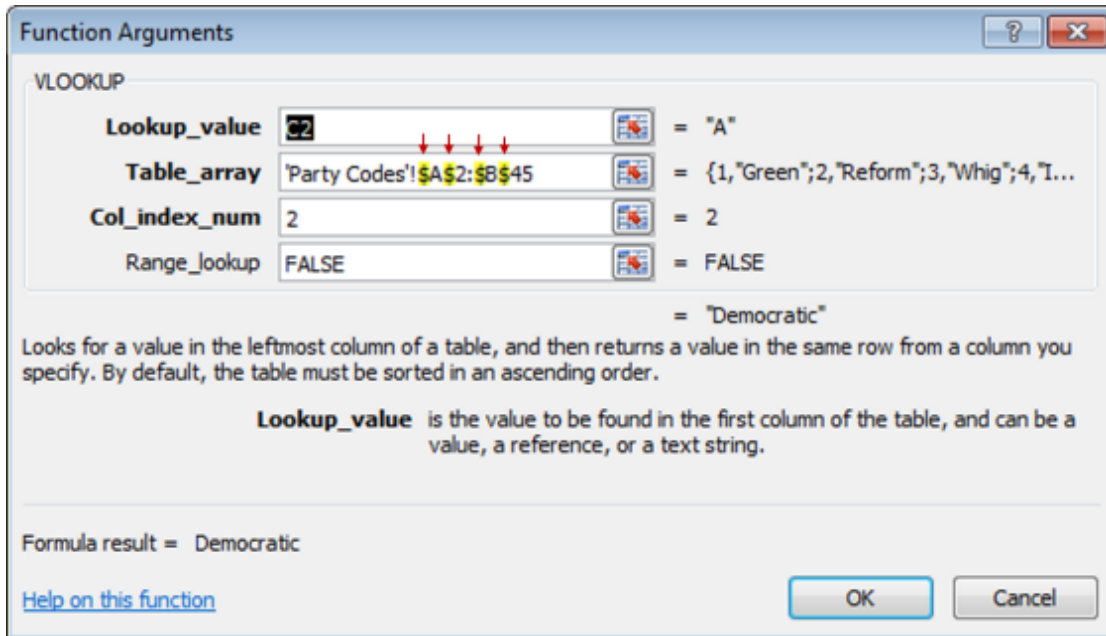 Function Arguments
VLOOKUP
Lookup_value C2 = "A"
Table_array 'Party Codes'!$A$2:$B$45 = {1,"Green";2,"Reform";3,"Whig";4,"I...
Col_index_num 2 = 2
Range_lookup FALSE = FALSE
= "Democratic"
Looks for a value in the leftmost column of a table, and then returns a value in the same row from a column you
specify. By default, the table must be sorted in an ascending order.
Lookup_value is the value to be found in the first column of the table, and can be a
value, a reference, or a text string.
Formula result = Democratic
Help on this function
OK Cancel